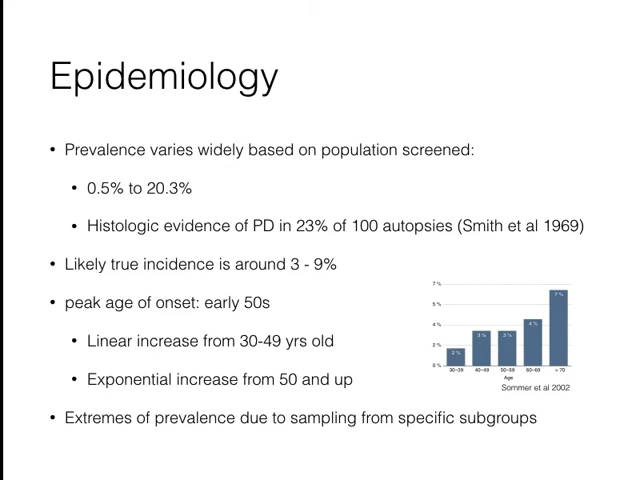 Epidemiology
• Prevalence varies widely based on population screened:
• 0.5% to 20.3%
• Histologic evidence of PD in 23% of 100 autopsies (Smith et al 1969)
• Likely true incidence is around 3 - 9%
• peak age of onset: early 50s
• Linear increase from 30-49 yrs old
• Exponential increase from 50 and up
7 %
5 %
4 %
2 %
0 %
2 %
3 %
3 %
4 %
7 %
30–39
40–49
50–59
60–69
> 70
Age
Sommer et al 2002
• Extremes of prevalence due to sampling from specific subgroups